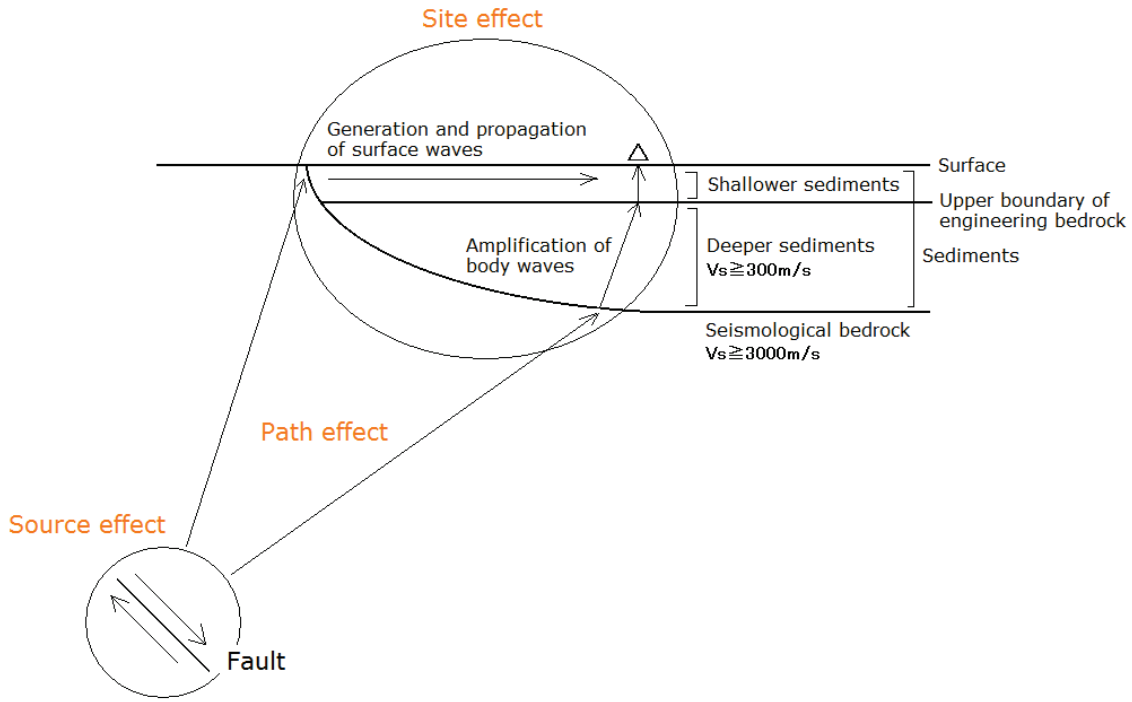 Site effect
Generation and propagation
of surface waves
Surface
Shallower sediments
Upper boundary of
engineering bedrock
Amplification of
body waves
Deeper sediments
Vs≧300m/s
Sediments
Seismological bedrock
Vs≧3000m/s
Path effect
Source effect
Fault